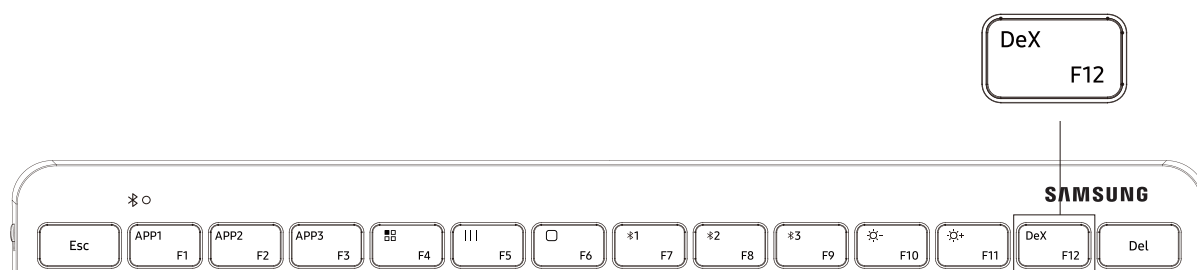 DeX
F12
SAMSUNG
Esc
APP1
F1
APP2
F2
APP3
F3
F4
F5
F6
1
F7
2
F8
3
F9
-
F10
+
F11
DeX
F12
Del